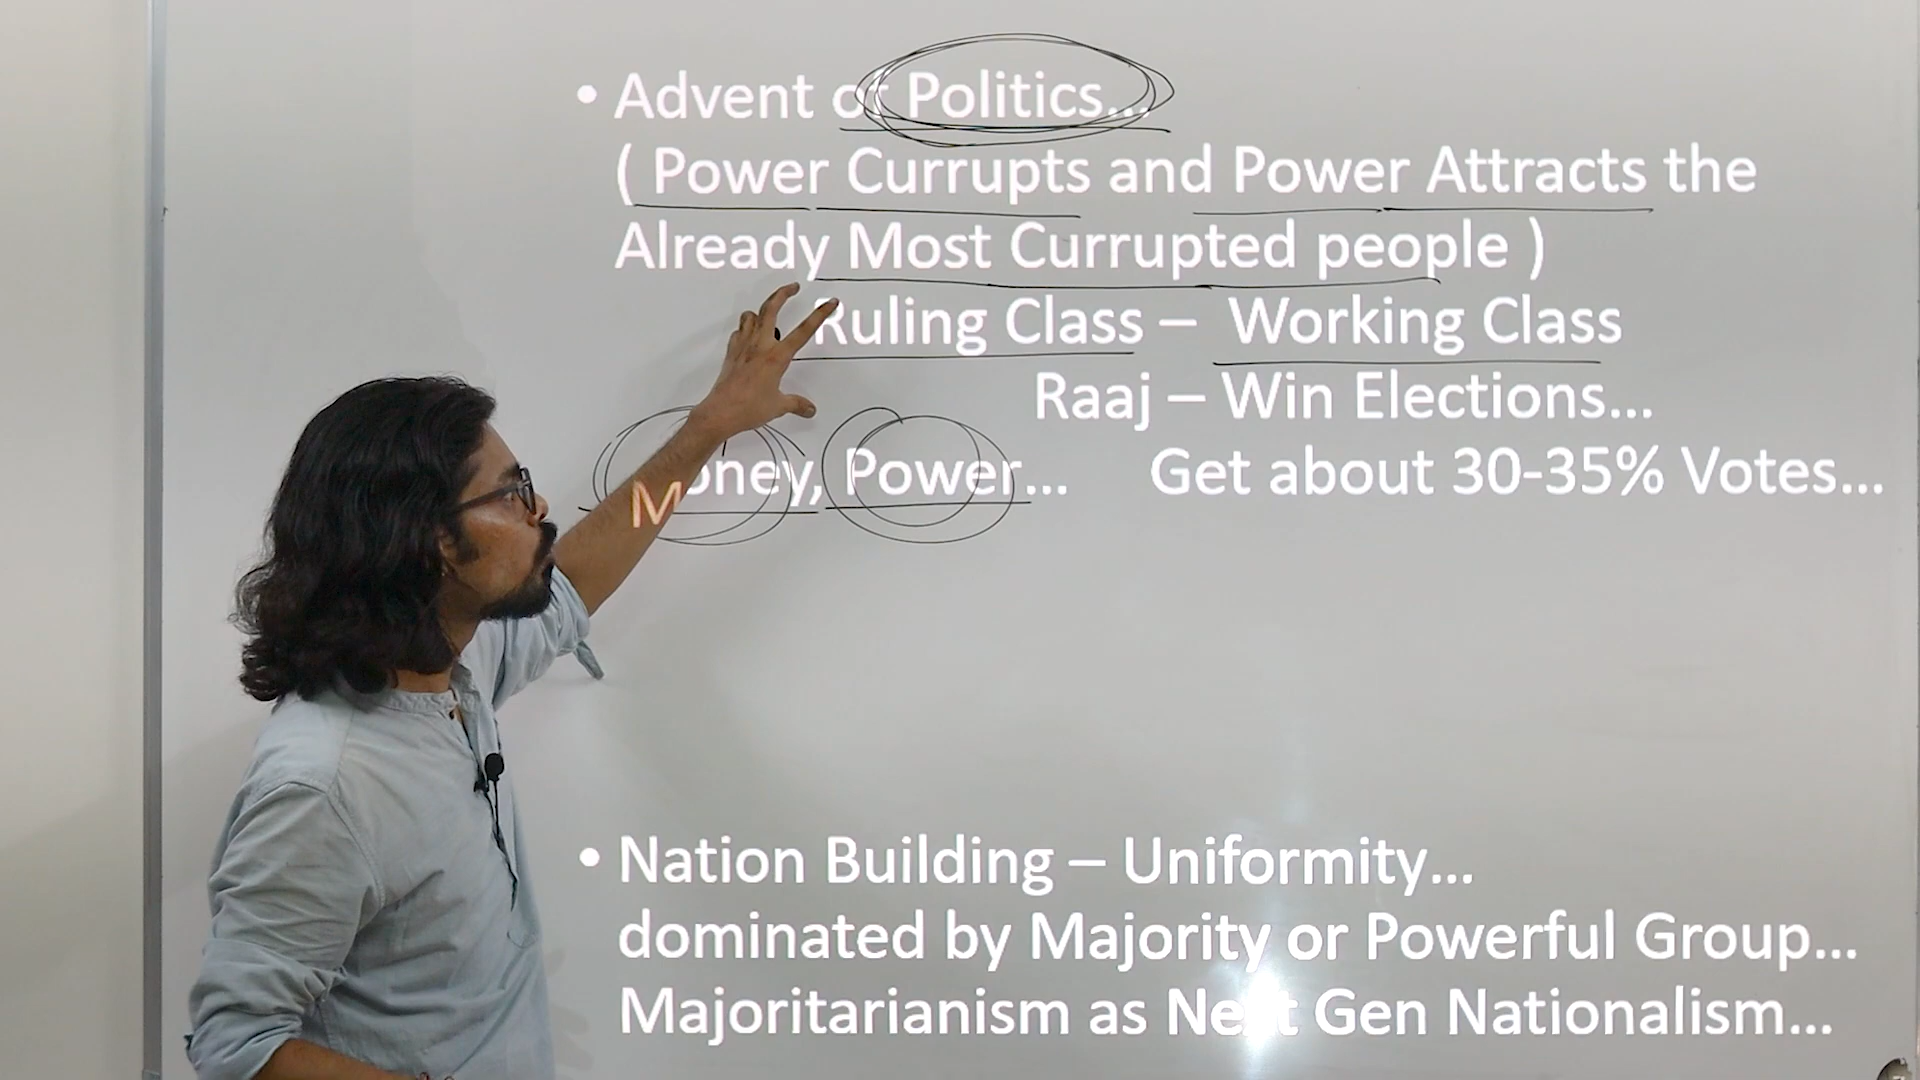 • Advent of Politics...
( Power Currupts and Power Attracts the
Already Most Currupted people )
Ruling Class – Working Class
Raaj – Win Elections...
Money, Power... Get about 30-35% Votes...
• Nation Building – Uniformity...
dominated by Majority or Powerful Group...
Majoritarianism as Next Gen Nationalism...